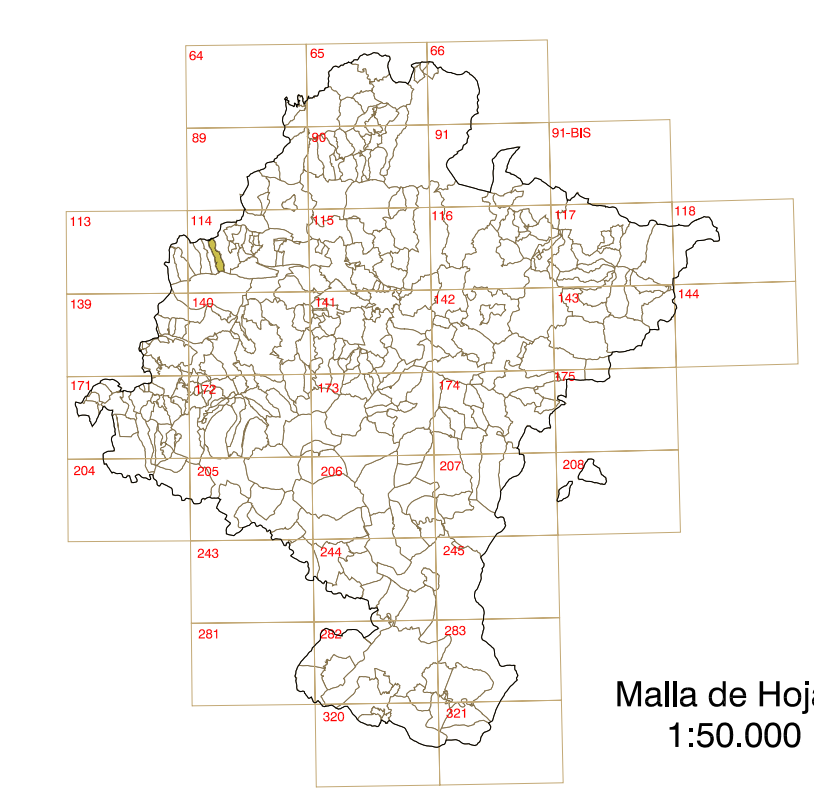 64 65 66
89 90 91 91-BIS
113 114 115 116 117 118
139 140 141 142 143 144
171 172 173 174 175
204 205 206 207 208
243 244 245
281 282 283
320 321
Malla de Hoja
1:50.000